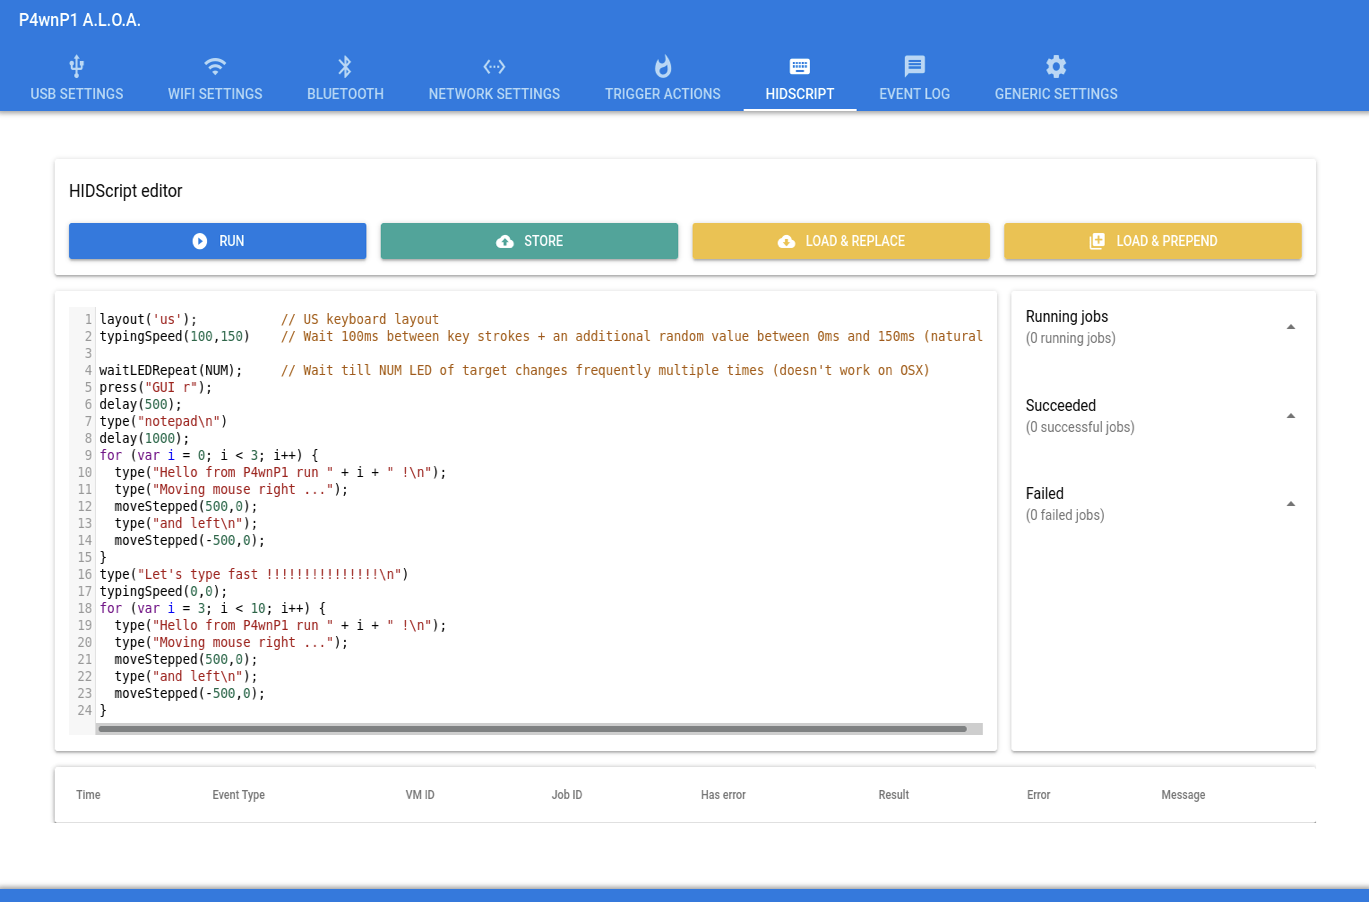 P4wnP1 A.L.O.A.
USB SETTINGS WIFI SETTINGS BLUETOOTH NETWORK SETTINGS TRIGGER ACTIONS HIDSCRIPT EVENT LOG GENERIC SETTINGS
HIDScript editor
RUN STORE LOAD & REPLACE LOAD & PREPEND
1 layout('us'); // US keyboard layout
2 typingSpeed(100,150) // Wait 100ms between key strokes + an additional random value between 0ms and 150ms (natural
3
4 waitLEDRepeat(NUM); // Wait till NUM LED of target changes frequently multiple times (doesn't work on OSX)
5 press("GUI r");
6 delay(500);
7 type("notepad\n")
8 delay(1000);
9 for (var i = 0; i < 3; i++) {
10 type("Hello from P4wnP1 run " + i + " !\n");
11 type("Moving mouse right ...");
12 moveStepped(500,0);
13 type("and left\n");
14 moveStepped(-500,0);
15 }
16 type("Let's type fast !!!!!!!!!!!!!!!\n")
17 typingSpeed(0,0);
18 for (var i = 3; i < 10; i++) {
19 type("Hello from P4wnP1 run " + i + " !\n");
20 type("Moving mouse right ...");
21 moveStepped(500,0);
22 type("and left\n");
23 moveStepped(-500,0);
24 }
Running jobs
(0 running jobs)
Succeeded
(0 successful jobs)
Failed
(0 failed jobs)
Time Event Type VM ID Job ID Has error Result Error Message